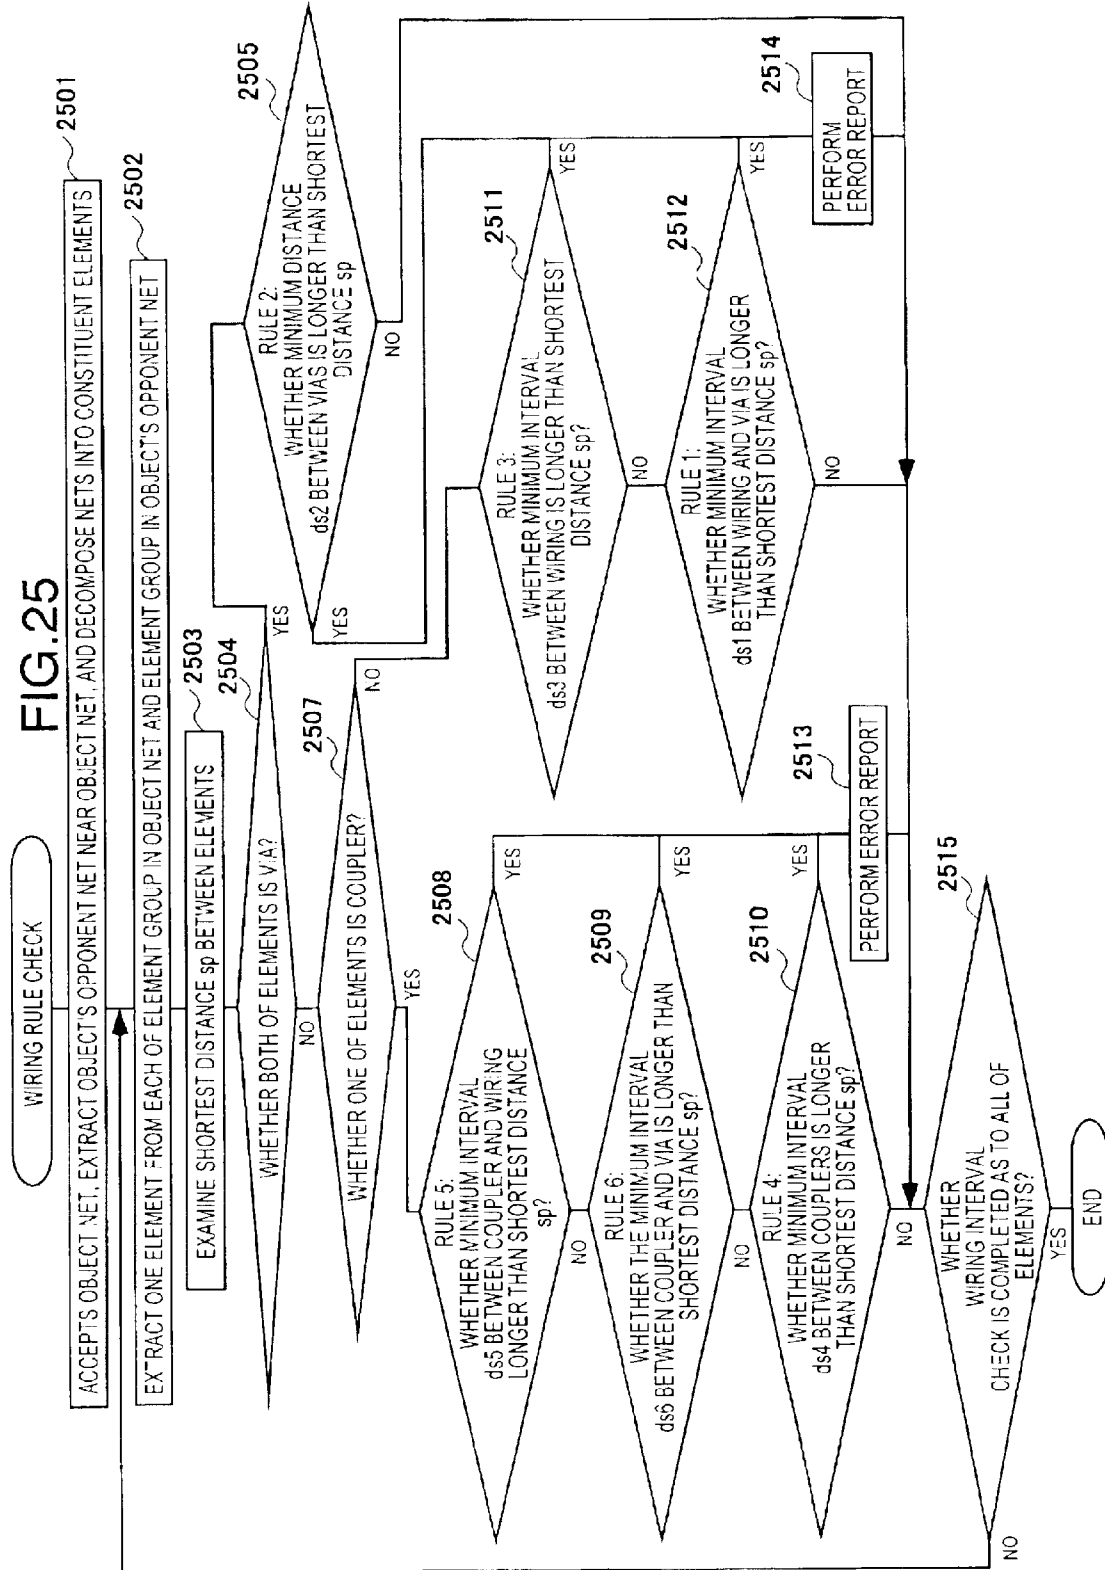 FIG.25
WIRING RULE CHECK
2501
ACCEPTS OBJECT NET, EXTRACT OBJECT'S OPPONENT NET NEAR OBJECT NET, AND DECOMPOSE NETS INTO CONSTITUENT ELEMENTS
2502
EXTRACT ONE ELEMENT FROM EACH OF ELEMENT GROUP IN OBJECT NET AND ELEMENT GROUP IN OBJECT'S OPPONENT NET
2503
EXAMINE SHORTEST DISTANCE sp BETWEEN ELEMENTS
2504
WHETHER BOTH OF ELEMENTS IS VIA?
YES
NO
2505
RULE 2:
WHETHER MINIMUM DISTANCE
ds2 BETWEEN VIAS IS LONGER THAN SHORTEST
DISTANCE sp
YES
NO
2507
WHETHER ONE OF ELEMENTS IS COUPLER?
NO
YES
2508
RULE 5:
WHETHER MINIMUM INTERVAL
ds5 BETWEEN COUPLER AND WIRING
LONGER THAN SHORTEST DISTANCE
sp?
YES
NO
2509
RULE 6:
WHETHER THE MINIMUM INTERVAL
ds6 BETWEEN COUPLER AND VIA IS LONGER THAN
SHORTEST DISTANCE sp?
YES
NO
2510
RULE 4:
WHETHER MINIMUM INTERVAL
ds4 BETWEEN COUPLERS IS LONGER
THAN SHORTEST DISTANCE sp?
YES
NO
2511
RULE 3:
WHETHER MINIMUM INTERVAL
ds3 BETWEEN WIRING IS LONGER THAN SHORTEST
DISTANCE sp?
YES
NO
2512
RULE 1:
WHETHER MINIMUM INTERVAL
ds1 BETWEEN WIRING AND VIA IS LONGER
THAN SHORTEST DISTANCE sp?
YES
NO
2513
PERFORM ERROR REPORT
2514
PERFORM
ERROR REPORT
2515
WHETHER
WIRING INTERVAL
CHECK IS COMPLETED AS TO ALL OF
ELEMENTS?
NO
YES
END